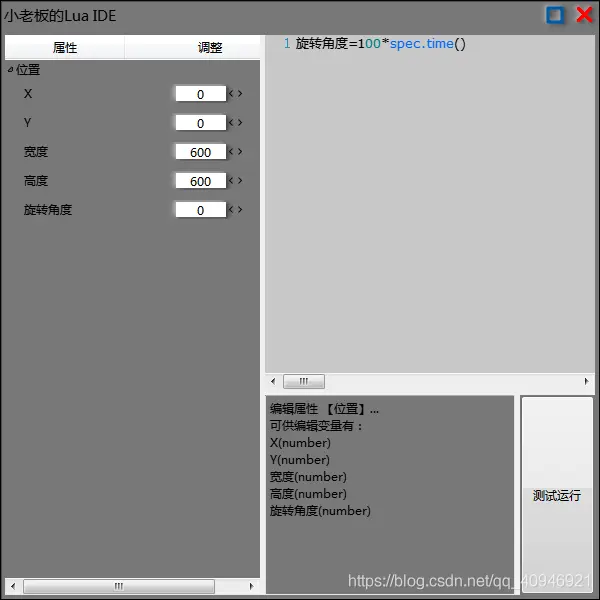 小老板的Lua IDE
属性 调整
位置
X 0
Y 0
宽度 600
高度 600
旋转角度 0
1 旋转角度=100*spec.time()
编辑属性 【位置】...
可供编辑变量有：
X(number)
Y(number)
宽度(number)
高度(number)
旋转角度(number)
测试运行
https://blog.csdn.net/qq_40946921